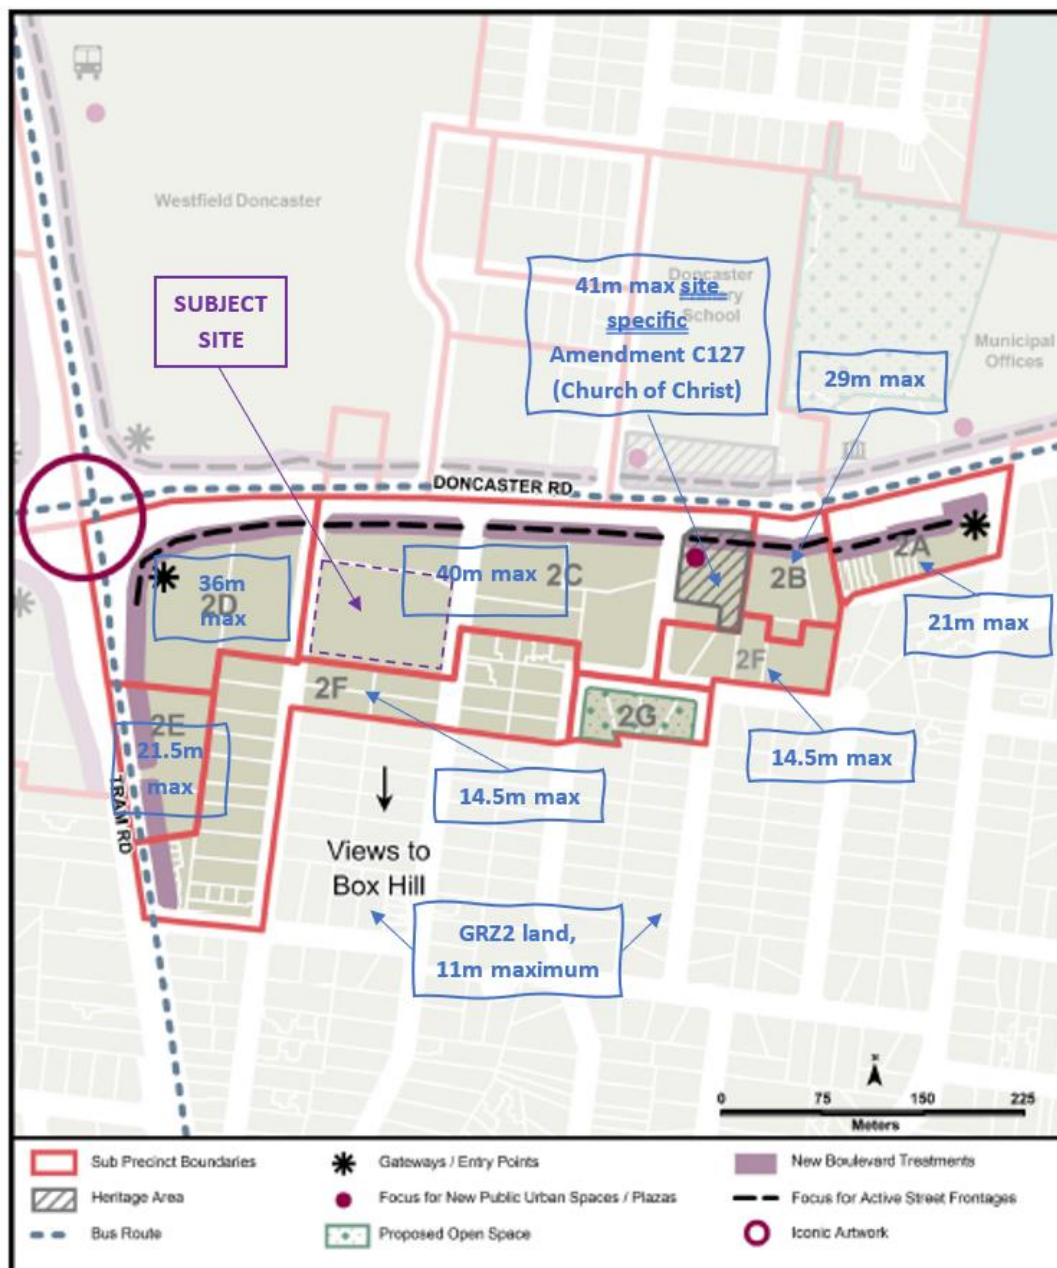 Westfield Doncaster
SUBJECT
SITE
41m max site
specific
Amendment C127
(Church of Christ)
Doncaster
School
Municipal
Offices
29m max
DONCASTER RD
36m
max
2D
40m max
2C
2B
2A
21m max
2F
2F
2G
2E
21.5m
max
14.5m max
14.5m max
TRAM RD
Views to
Box Hill
GRZ2 land,
11m maximum
N
0 75 150 225
Meters
Sub Precinct Boundaries
Gateways / Entry Points
New Boulevard Treatments
Heritage Area
Focus for New Public Urban Spaces / Plazas
Focus for Active Street Frontages
Bus Route
Proposed Open Space
Iconic Artwork